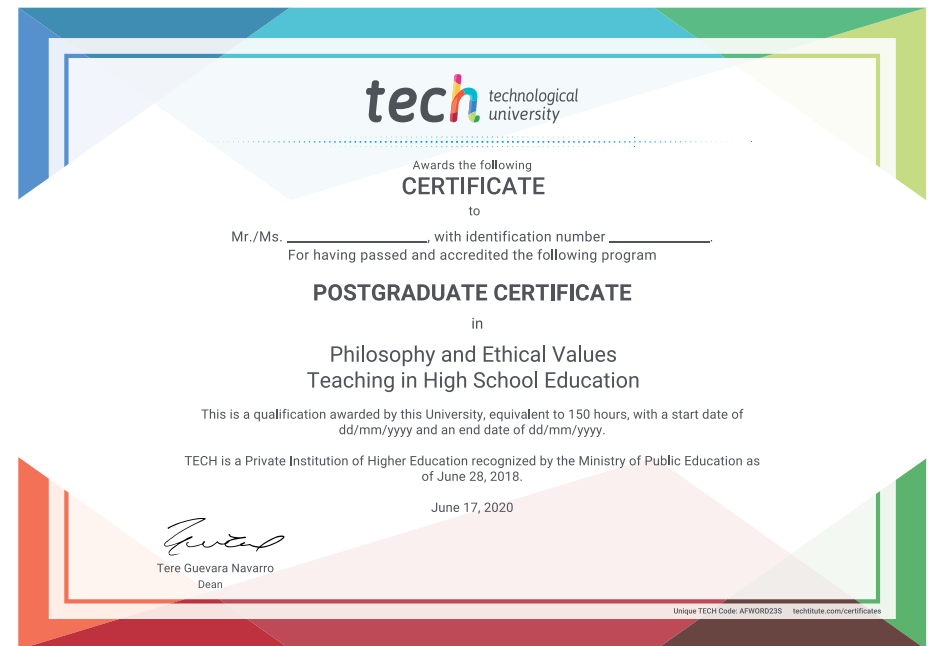 tech technological
university
Awards the following
CERTIFICATE
to
Mr./Ms. ____________, with identification number ____________.
For having passed and accredited the following program
POSTGRADUATE CERTIFICATE
in
Philosophy and Ethical Values
Teaching in High School Education
This is a qualification awarded by this University, equivalent to 150 hours, with a start date of
dd/mm/yyyy and an end date of dd/mm/yyyy.
TECH is a Private Institution of Higher Education recognized by the Ministry of Public Education as
of June 28, 2018.
June 17, 2020
Tere Guevara Navarro
Dean
Unique TECH Code: AFWORD23S techtitute.com/certificates